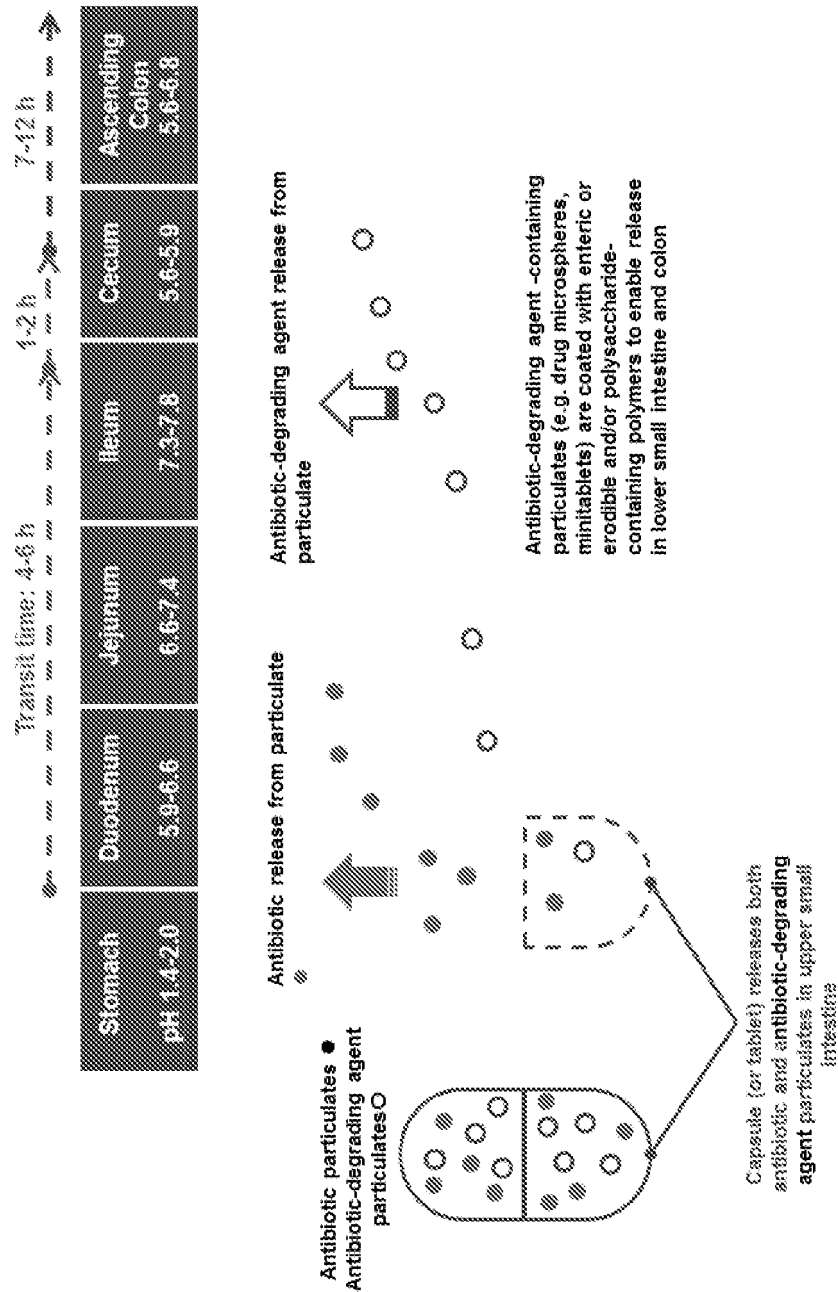 Transit time: 4-6 h
1-2 h
7-12 h
Stomach
pH 1.4-2.0
Duodenum
5.9-6.6
Jejunum
6.6-7.4
Ileum
7.3-7.8
Cecum
5.6-5.9
Ascending
Colon
5.6-6.8
Antibiotic particulates
Antibiotic-degrading agent
particulates
Antibiotic release from particulate
Antibiotic-degrading agent release from
particulate
Capsule (or tablet) releases both
antibiotic and antibiotic-degrading
agent particulates in upper small
intestine
Antibiotic-degrading agent -containing
particulates (e.g. drug microspheres,
minitablets) are coated with enteric or
erodible and/or polysaccharide-
containing polymers to enable release
in lower small intestine and colon